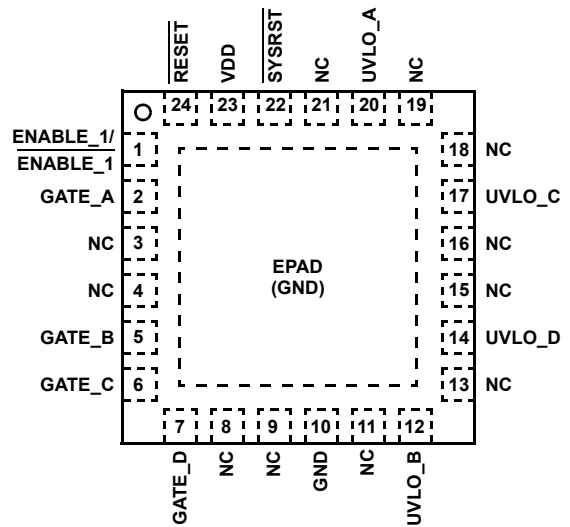 RESET
VDD
SYSRST
NC
UVLO_A
NC
24
23
22
21
20
19
ENABLE_1/
ENABLE_1
1
GATE_A
2
NC
3
NC
4
GATE_B
5
GATE_C
6
EPAD
(GND)
18
NC
17
UVLO_C
16
NC
15
NC
14
UVLO_D
13
NC
7
8
9
10
11
12
GATE_D
NC
NC
GND
NC
UVLO_B